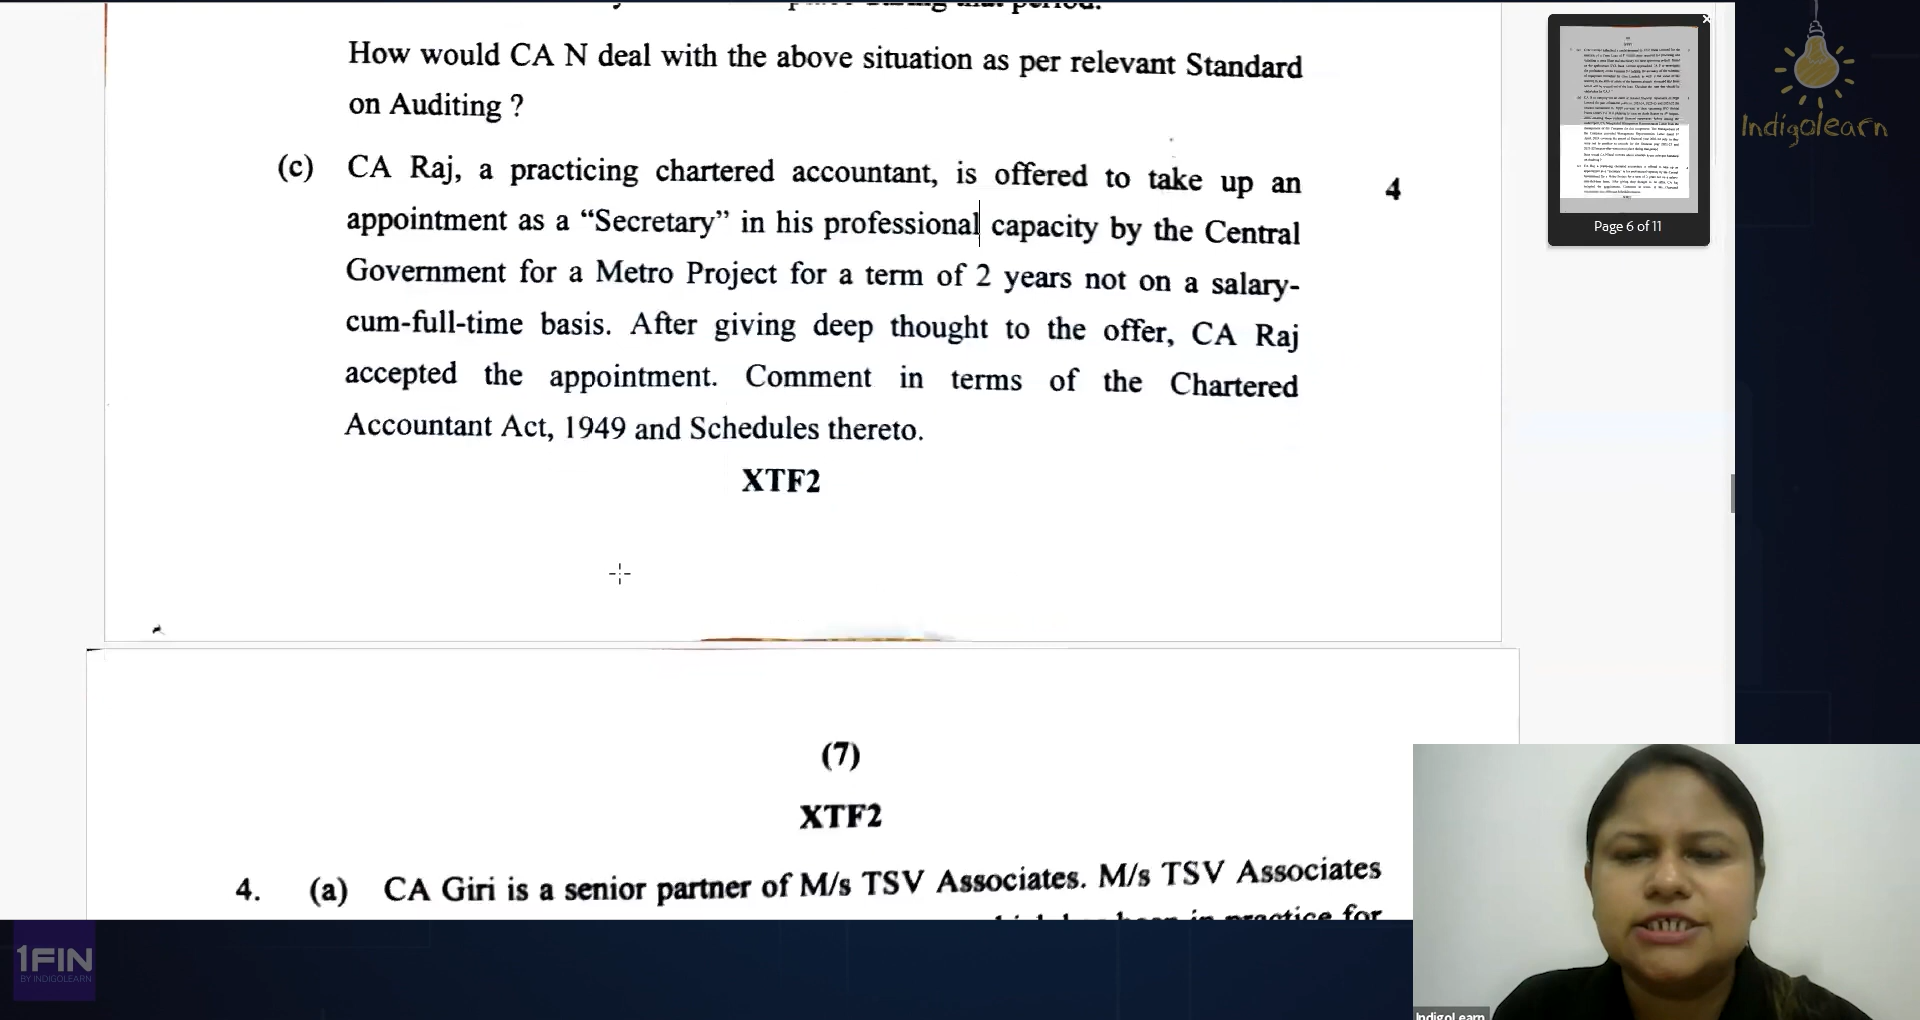 period.
How would CA N deal with the above situation as per relevant Standard
on Auditing ?
(c) CA Raj, a practicing chartered accountant, is offered to take up an 4
appointment as a “Secretary” in his professional capacity by the Central
Government for a Metro Project for a term of 2 years not on a salary-
cum-full-time basis. After giving deep thought to the offer, CA Raj
accepted the appointment. Comment in terms of the Chartered
Accountant Act, 1949 and Schedules thereto.
XTF2
(7)
XTF2
4. (a) CA Giri is a senior partner of M/s TSV Associates. M/s TSV Associates
in practice for
Page 6 of 11
Indigolearn
1FIN
BY INDIGOLEARN
IndigoLearn